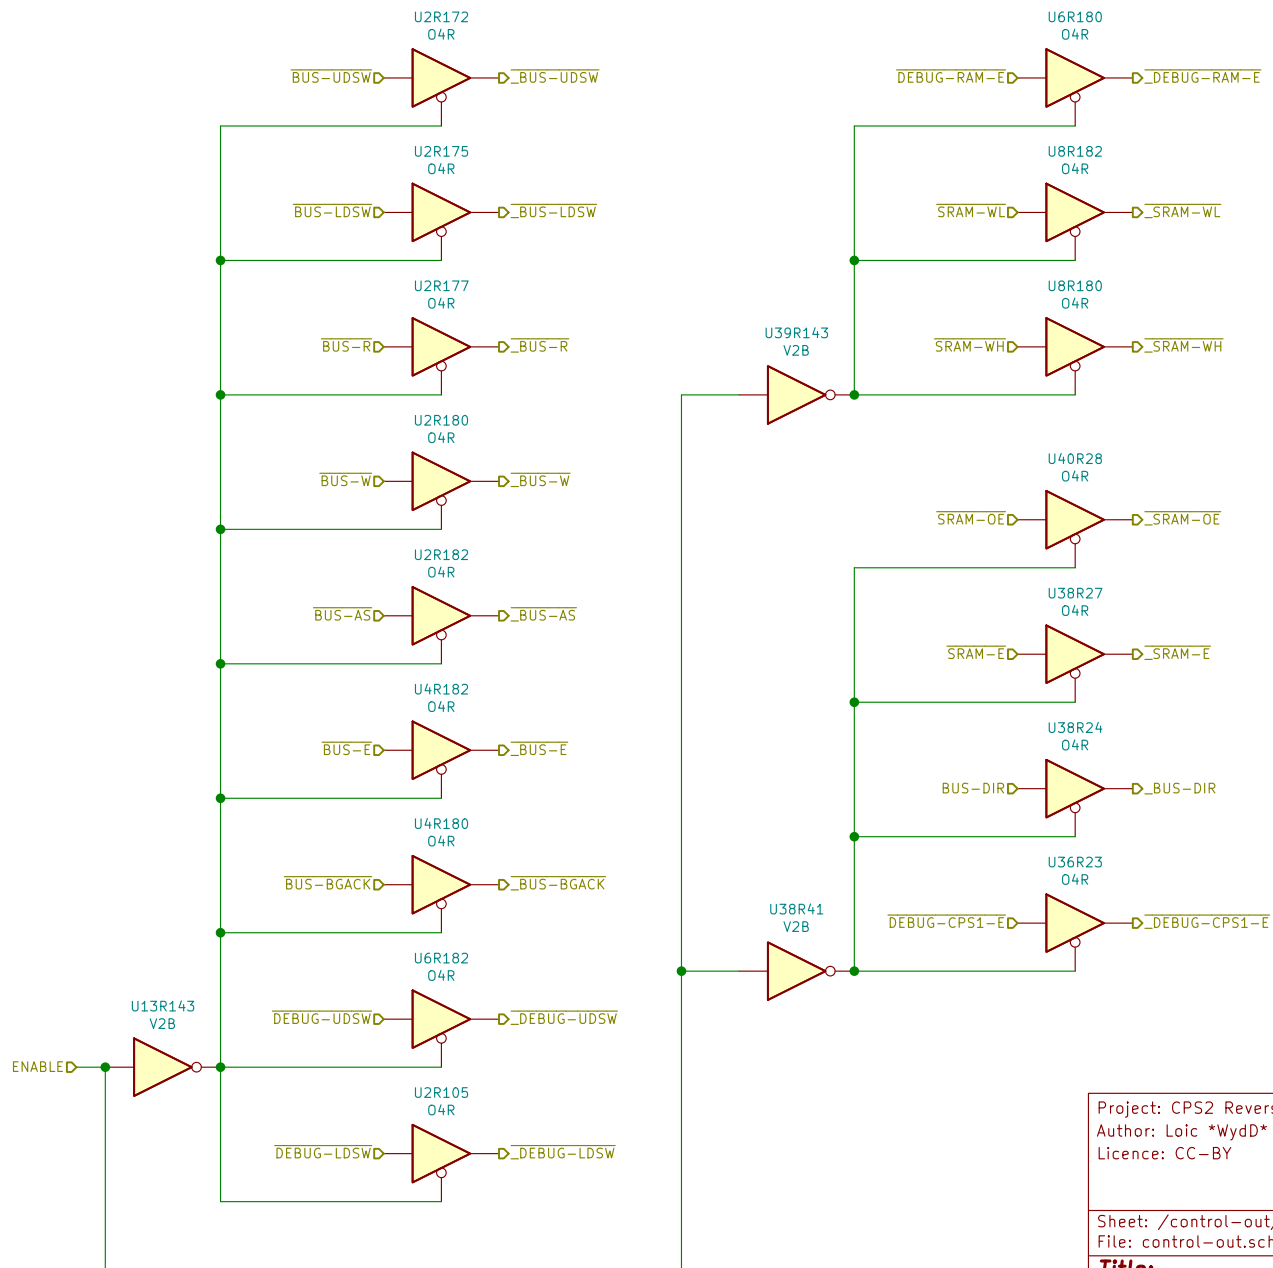 U2R172
O4R
BUS-UDSW
_BUS-UDSW
U2R175
O4R
BUS-LDSW
_BUS-LDSW
U2R177
O4R
BUS-R
_BUS-R
U2R180
O4R
BUS-W
_BUS-W
U2R182
O4R
BUS-AS
_BUS-AS
U4R182
O4R
BUS-E
_BUS-E
U4R180
O4R
BUS-BGACK
_BUS-BGACK
U6R182
O4R
DEBUG-UDSW
_DEBUG-UDSW
U13R143
V2B
ENABLE
U2R105
O4R
DEBUG-LDSW
_DEBUG-LDSW
U6R180
O4R
DEBUG-RAM-E
_DEBUG-RAM-E
U8R182
O4R
SRAM-WL
_SRAM-WL
U8R180
O4R
SRAM-WH
_SRAM-WH
U39R143
V2B
U40R28
O4R
SRAM-OE
_SRAM-OE
U38R27
O4R
SRAM-E
_SRAM-E
U38R24
O4R
BUS-DIR
_BUS-DIR
U36R23
O4R
DEBUG-CPS1-E
_DEBUG-CPS1-E
U38R41
V2B
Project: CPS2 Revers
Author: Loic *WydD*
Licence: CC-BY
Sheet: /control-out/
File: control-out.sch
Title: